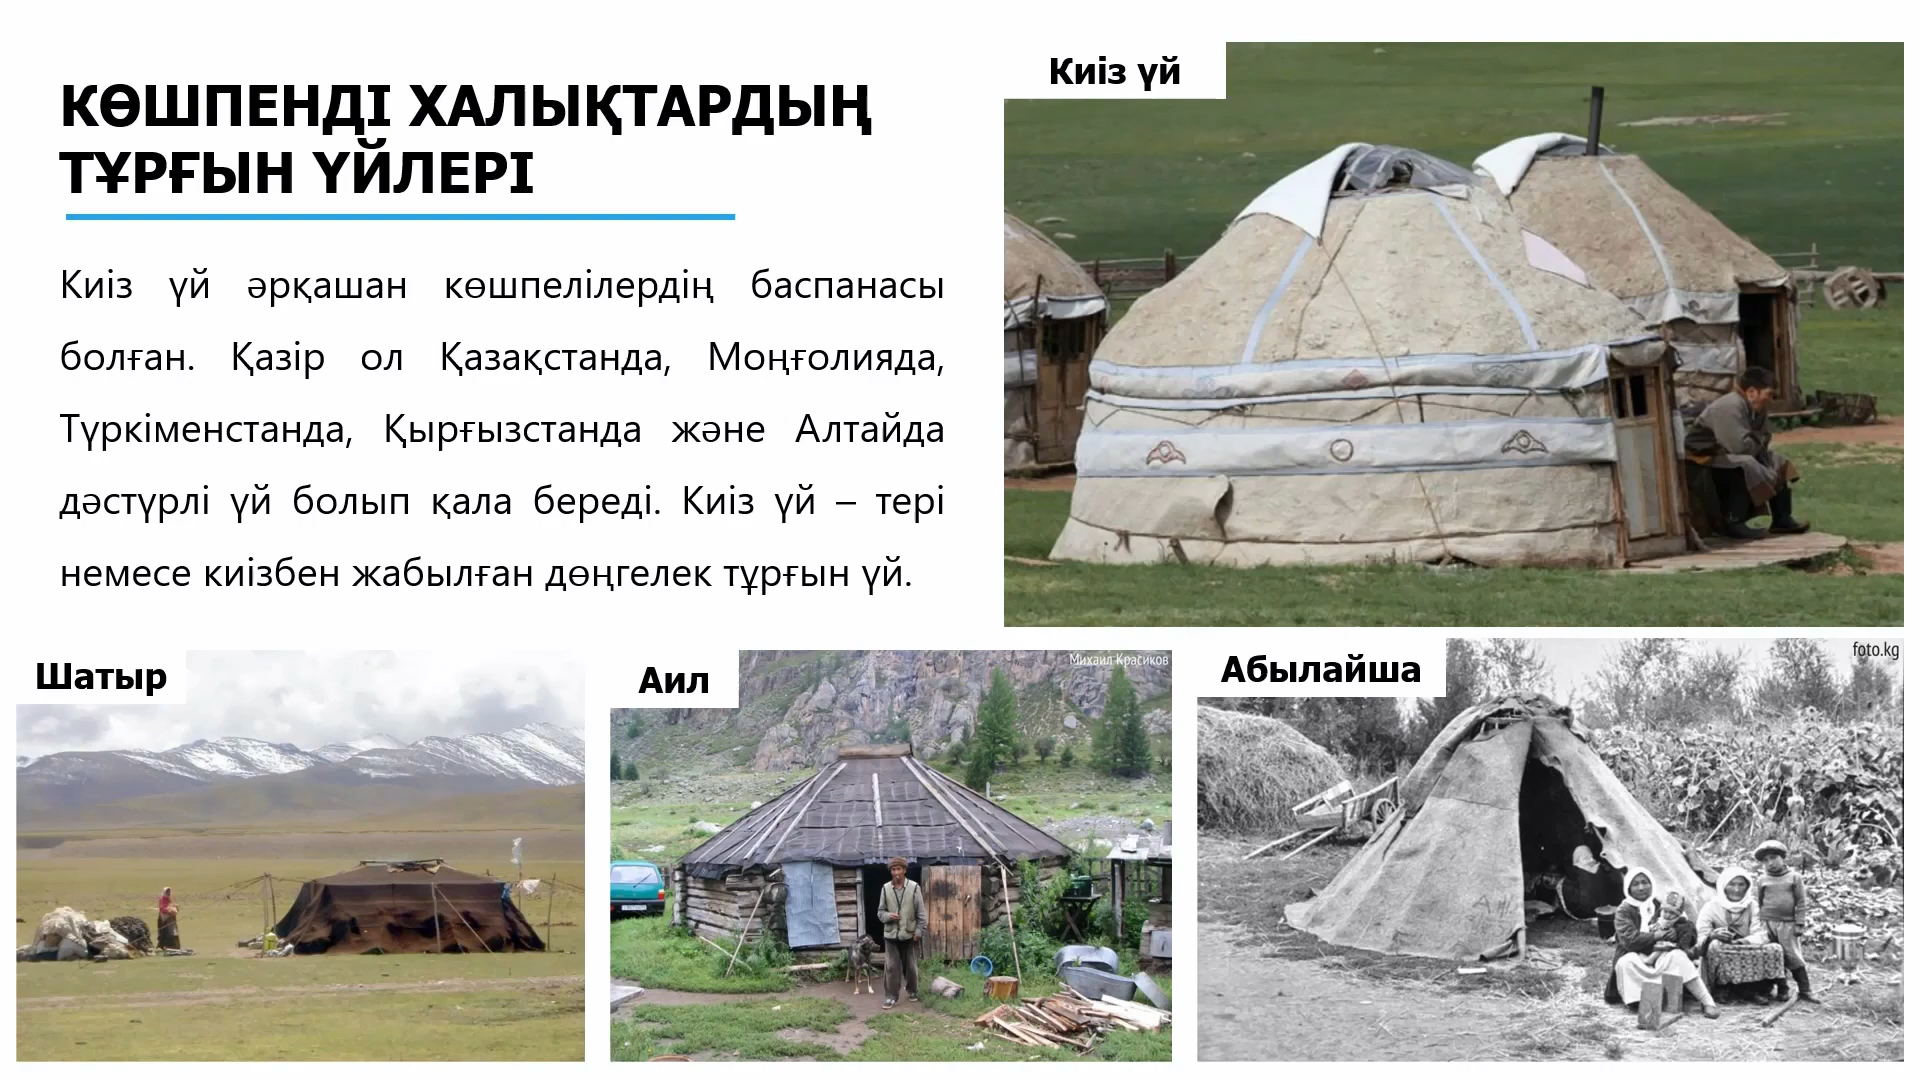 КӨШПЕНДІ ХАЛЫҚТАРДЫҢ
ТҰРҒЫН ҮЙЛЕРІ
Киіз үй әрқашан көшпелілердің баспанасы
болған. Қазір ол Қазақстанда, Моңғолияда,
Түркіменстанда, Қырғызстанда және Алтайда
дәстүрлі үй болып қала береді. Киіз үй – тері
немесе киізбен жабылған дөңгелек тұрғын үй.
Киіз үй
Шатыр
Аил
Михаил Красиков
Абылайша
foto.kg